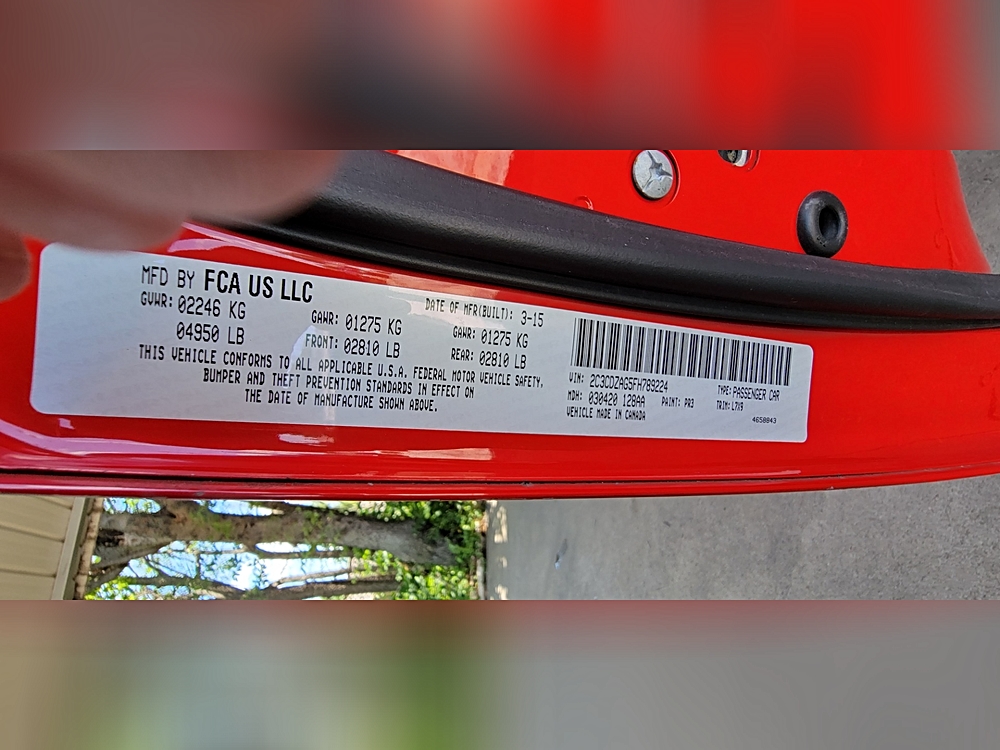 MFD BY FCA US LLC
DATE OF MFR(BUILT): 3-15
GVWR: 02246 KG
GAWR: 01275 KG
GAWR: 01275 KG
04950 LB
FRONT: 02810 LB
REAR: 02810 LB
THIS VEHICLE CONFORMS TO ALL APPLICABLE U.S.A. FEDERAL MOTOR VEHICLE SAFETY,
BUMPER AND THEFT PREVENTION STANDARDS IN EFFECT ON
THE DATE OF MANUFACTURE SHOWN ABOVE.
VIN: 2C3CDZAG5FH789224
TYPE: PASSENGER CAR
MDH: 030420 128AA
PAINT: PR3
TRIM: L7X9
VEHICLE MADE IN CANADA
4658843